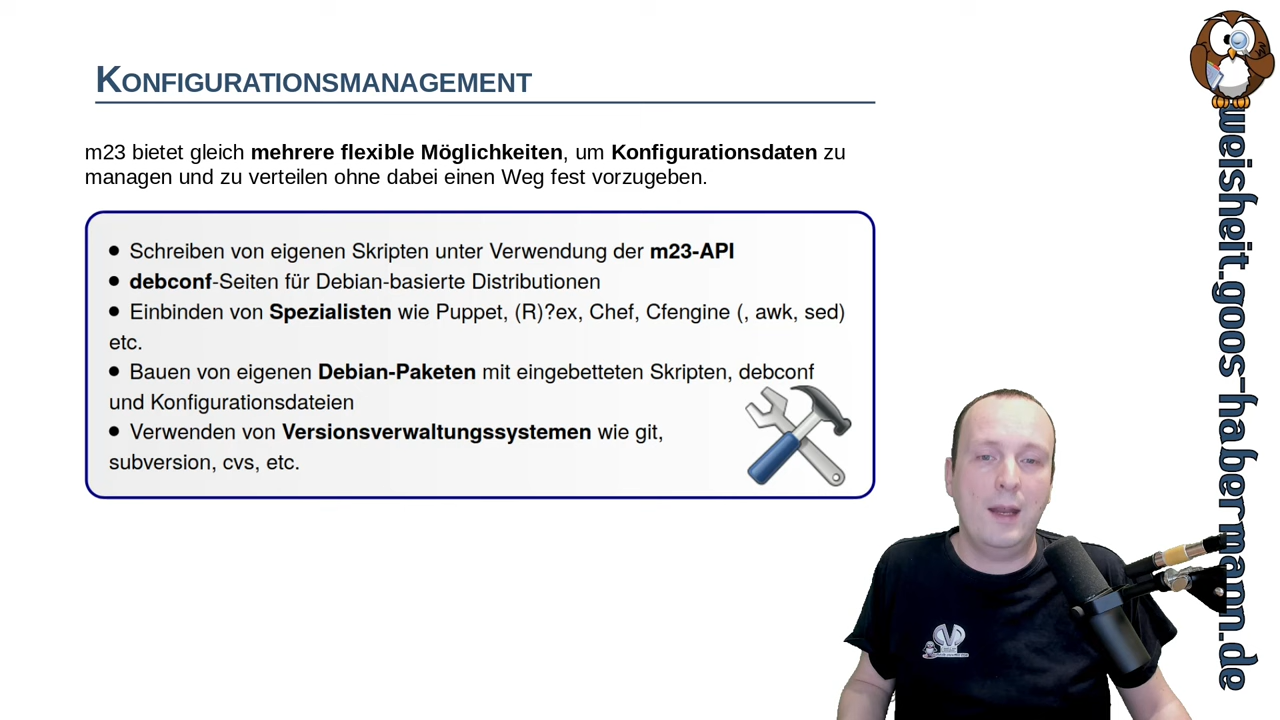 KONFIGURATIONSMANAGEMENT
m23 bietet gleich mehrere flexible Möglichkeiten, um Konfigurationsdaten zu
managen und zu verteilen ohne dabei einen Weg fest vorzugeben.
● Schreiben von eigenen Skripten unter Verwendung der m23-API
● debconf-Seiten für Debian-basierte Distributionen
● Einbinden von Spezialisten wie Puppet, (R)?ex, Chef, Cfengine (, awk, sed)
etc.
● Bauen von eigenen Debian-Paketen mit eingebetteten Skripten, debconf
und Konfigurationsdateien
● Verwenden von Versionsverwaltungssystemen wie git,
subversion, cvs, etc.
weisheit.goos-habermann.de